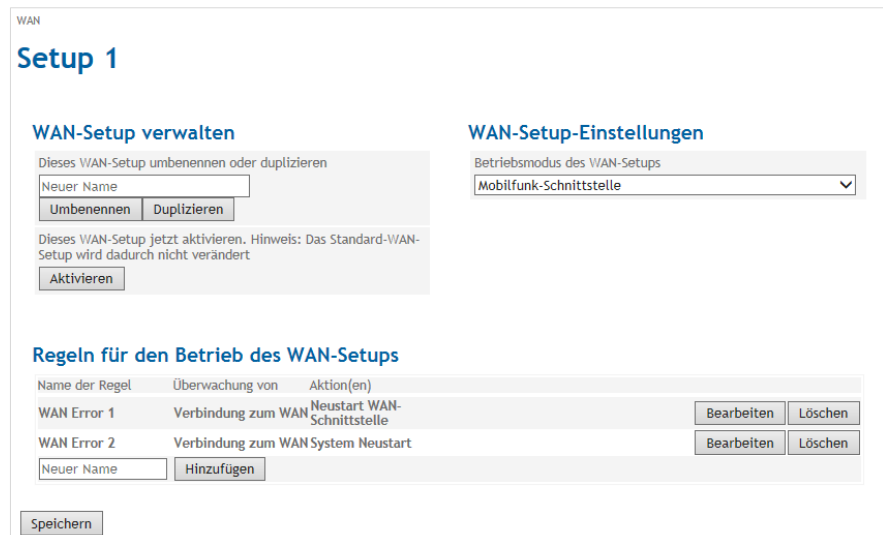 WAN
Setup 1
WAN-Setup verwalten
Dieses WAN-Setup umbenennen oder duplizieren
Neuer Name
Umbenennen Duplizieren
Dieses WAN-Setup jetzt aktivieren. Hinweis: Das Standard-WAN-
Setup wird dadurch nicht verändert
Aktivieren
WAN-Setup-Einstellungen
Betriebsmodus des WAN-Setups
Mobilfunk-Schnittstelle
Regeln für den Betrieb des WAN-Setups
Name der Regel Überwachung von Aktion(en)
WAN Error 1 Verbindung zum WAN Neustart WAN-
Schnittstelle Bearbeiten Löschen
WAN Error 2 Verbindung zum WAN System Neustart Bearbeiten Löschen
Neuer Name Hinzufügen
Speichern